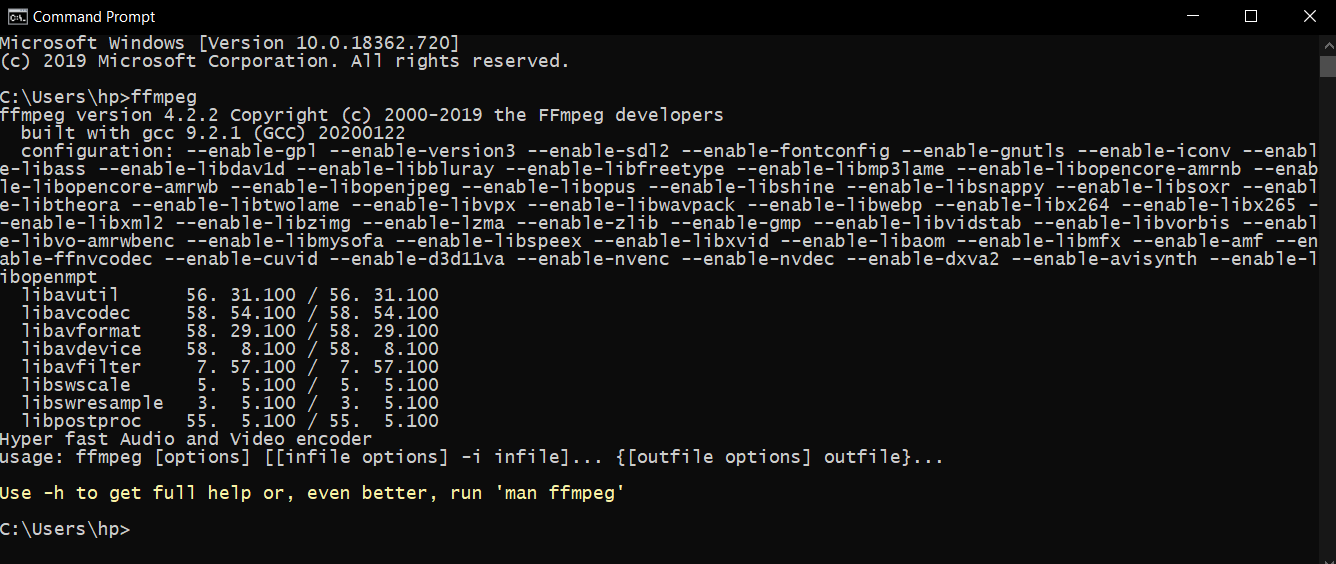 Command Prompt
Microsoft Windows [Version 10.0.18362.720]
(c) 2019 Microsoft Corporation. All rights reserved.
C:\Users\hp>ffmpeg
ffmpeg version 4.2.2 Copyright (c) 2000-2019 the FFmpeg developers
  built with gcc 9.2.1 (GCC) 20200122
  configuration: --enable-gpl --enable-version3 --enable-sdl2 --enable-fontconfig --enable-gnutls --enable-iconv --enabl
e-libass --enable-libdav1d --enable-libbluray --enable-libfreetype --enable-libmp3lame --enable-libopencore-amrnb --enab
le-libopencore-amrwb --enable-libopenjpeg --enable-libopus --enable-libshine --enable-libsnappy --enable-libsoxr --enabl
e-libtheora --enable-libtwolame --enable-libvpx --enable-libwavpack --enable-libwebp --enable-libx264 --enable-libx265 -
-enable-libxml2 --enable-libzimg --enable-lzma --enable-zlib --enable-gmp --enable-libvidstab --enable-libvorbis --enabl
e-libvo-amrwbenc --enable-libmysofa --enable-libspeex --enable-libxvid --enable-libaom --enable-libmfx --enable-amf --en
able-ffnvcodec --enable-cuvid --enable-d3d11va --enable-nvenc --enable-nvdec --enable-dxva2 --enable-avisynth --enable-l
ibopenmpt
  libavutil      56. 31.100 / 56. 31.100
  libavcodec     58. 54.100 / 58. 54.100
  libavformat    58. 29.100 / 58. 29.100
  libavdevice    58.  8.100 / 58.  8.100
  libavfilter     7. 57.100 /  7. 57.100
  libswscale      5.  5.100 /  5.  5.100
  libswresample   3.  5.100 /  3.  5.100
  libpostproc    55.  5.100 / 55.  5.100
Hyper fast Audio and Video encoder
usage: ffmpeg [options] [[infile options] -i infile]... {[outfile options] outfile}...
Use -h to get full help or, even better, run 'man ffmpeg'
C:\Users\hp>